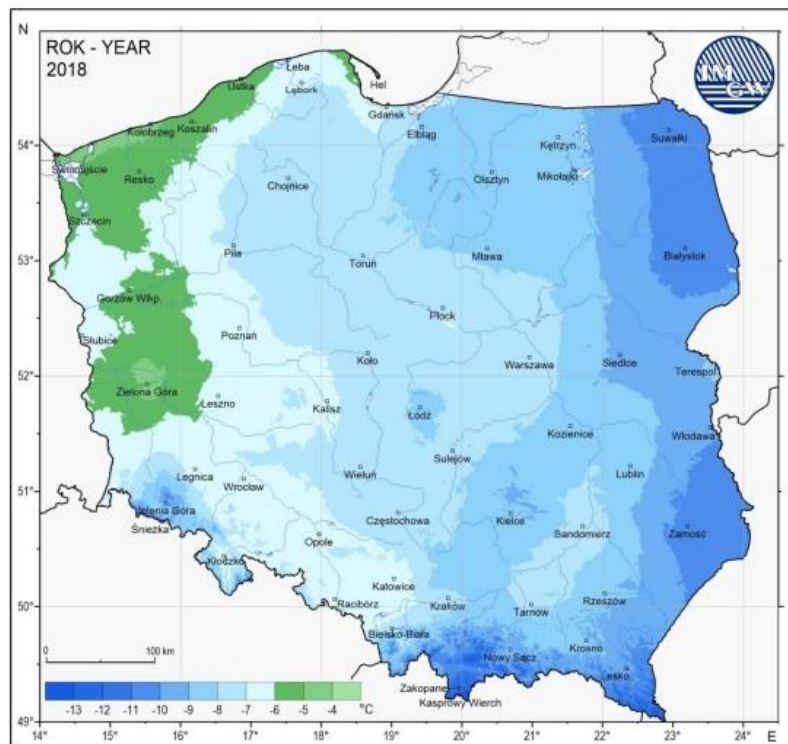 N
ROK - YEAR
2018
IM
GW
Łeba
Ustka
Lębork
Hel
Gdańsk
Koszalin
Kołobrzeg
Elbląg
Kętrzyn
Suwałki
54°
Świnoujście
Resko
Chojnice
Olsztyn
Mikołajki
Szczecin
Piła
Toruń
Mława
Białystok
53°
Gorzów Wlkp.
Płock
Słubice
Poznań
Koło
Warszawa
Siedlce
Terespol
52°
Zielona Góra
Leszno
Kalisz
Łódź
Kozienice
Włodawa
Sulejów
Legnica
Wrocław
Wieluń
Lublin
51°
Jelenia Góra
Śnieżka
Częstochowa
Kielce
Sandomierz
Zamość
Opole
Kłodzko
Katowice
Racibórz
Kraków
Tarnów
Rzeszów
50°
Bielsko-Biała
0 100 km
Nowy Sącz
Krosno
Lesko
Zakopane
Kasprowy Wierch
-13 -11 -10 -9 -8 -7 -6 -5 -4 °C
49°
14° 15° 16° 17° 18° 19° 20° 21° 22° 23° 24° E